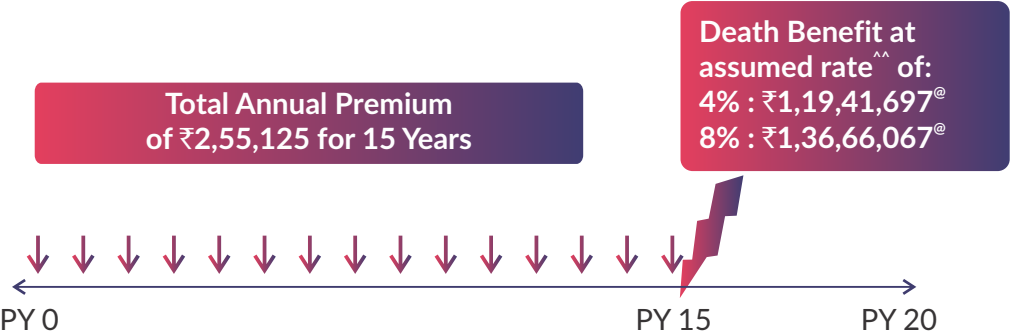 Total Annual Premium
of ₹2,55,125 for 15 Years
Death Benefit at
assumed rate^^ of:
4% : ₹1,19,41,697@
8% : ₹1,36,66,067@
PY 0
PY 15
PY 20